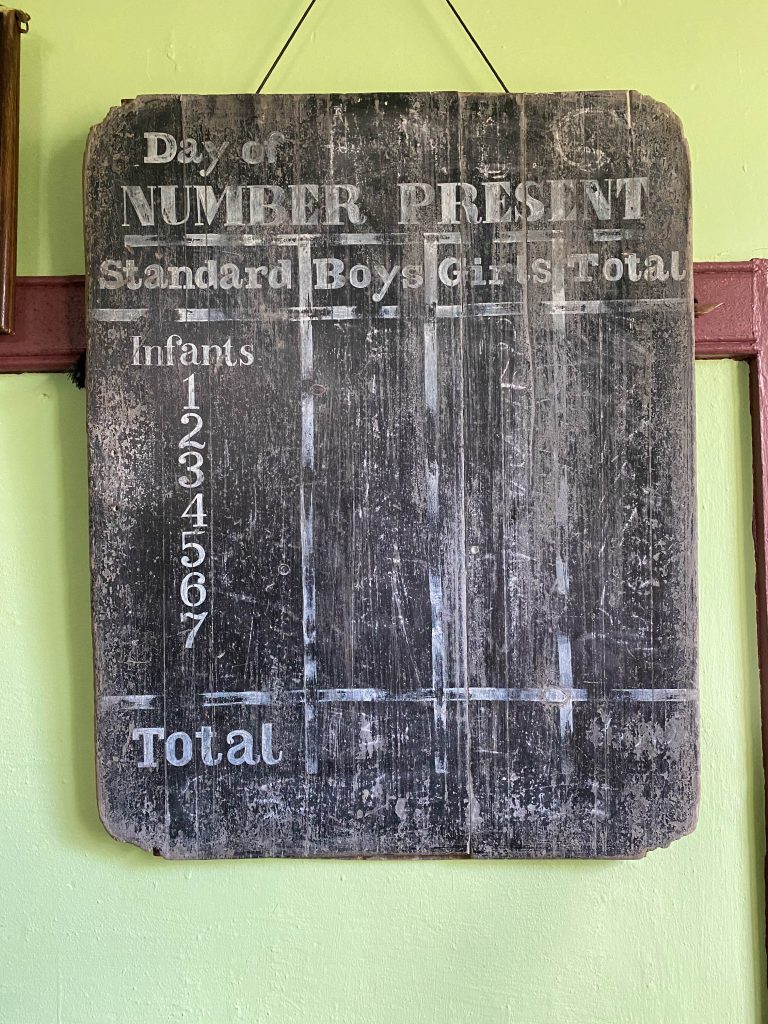 Day of
NUMBER PRESENT
Standard Boys Girls Total
Infants
1
2
3
4
5
6
7
Total